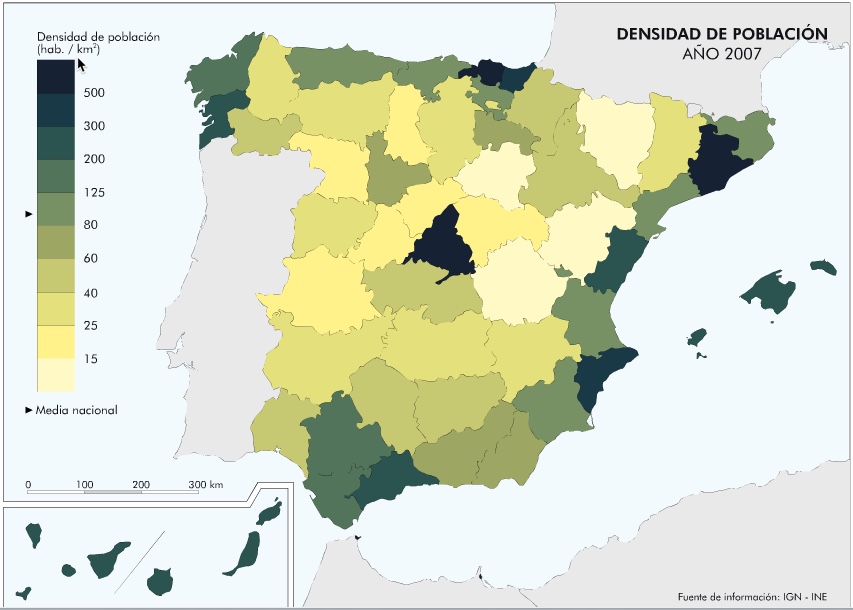 DENSIDAD DE POBLACIÓN
AÑO 2007
Densidad de población
(hab. / km²)
500
300
200
125
80
60
40
25
15
Media nacional
0 100 200 300 km
Fuente de información: IGN - INE